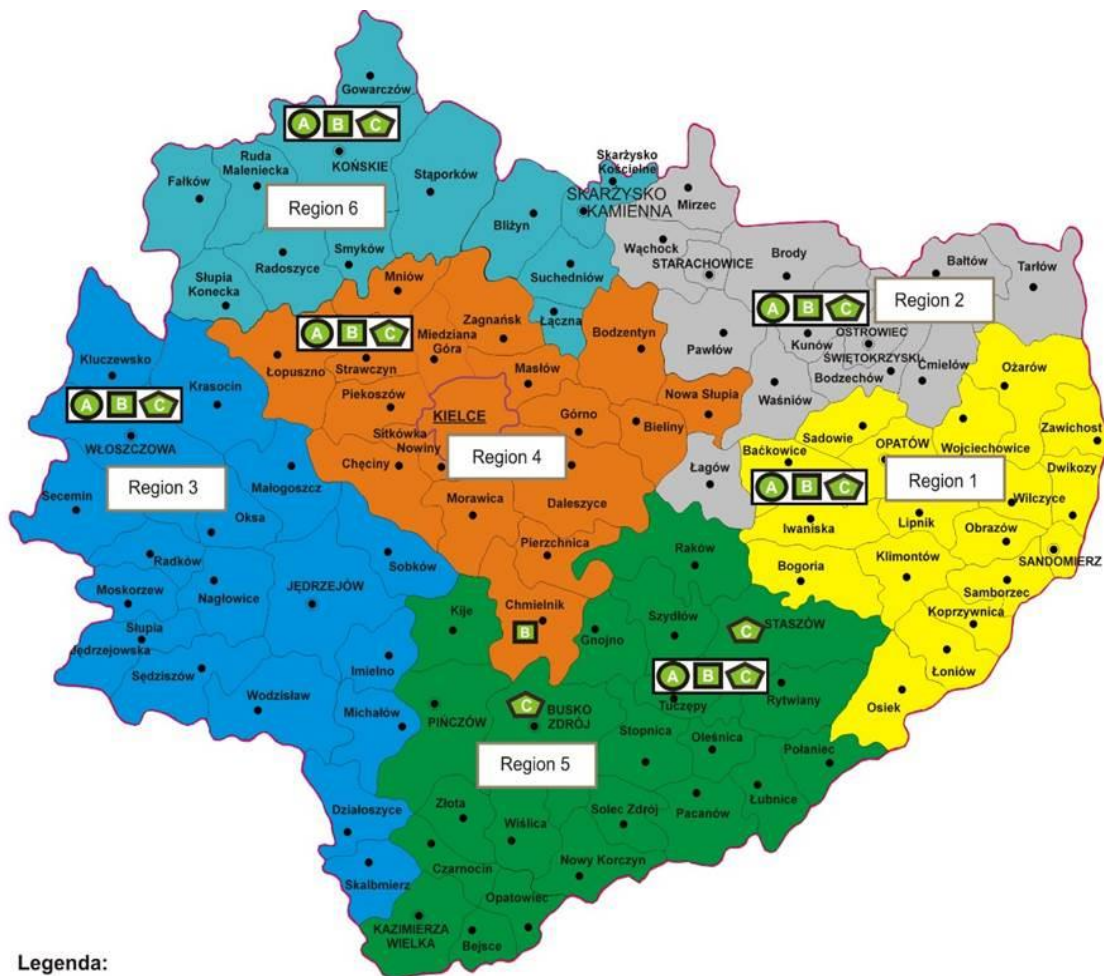 Gowarczów
A B C
Ruda
Maleniecka
KOŃSKIE
Fałków
Stąporków
Region 6
Radoszyce
Smyków
Słupia
Konecka
Skarżysko
Kościelne
SKARŻYSKO
KAMIENNA
Bliżyn
Suchedniów
Łączna
Mirzec
Wąchock
STARACHOWICE
Brody
Bałtów
Tarłów
Region 2
A B C
Kunów
OSTROWIEC
ŚWIĘTOKRZYSKI
Bodzechów
Ćmielów
Pawłów
Waśniów
Łagów
Mniów
A B C
Miedziana
Góra
Zagnańsk
Bodzentyn
Łopuszno
Strawczyn
Masłów
Piekoszów
KIELCE
Górno
Nowa Słupia
Bieliny
Sitkówka
Nowiny
Region 4
Chęciny
Morawica
Daleszyce
Pierzchnica
Chmielnik
B
Kluczewsko
Krasocin
A B C
WŁOSZCZOWA
Region 3
Małogoszcz
Secemin
Oksa
Radków
Sobków
Moskorzew
Nagłowice
JĘDRZEJÓW
Słupia
Jędrzejowska
Sędziszów
Imielno
Wodzisław
Michałów
Działoszyce
Skalbmierz
Ożarów
Sadowie
OPATÓW
Wojciechowice
Zawichost
Baćkowice
Region 1
Dwikozy
A B C
Wilczyce
Iwaniska
Lipnik
Obrazów
SANDOMIERZ
Bogoria
Klimontów
Samborzec
Koprzywnica
Łoniów
Osiek
Raków
Kije
Gnojno
Szydłów
C
STASZÓW
A B C
Tuczępy
Rytwiany
PIŃCZÓW
C
BUSKO
ZDRÓJ
Stopnica
Oleśnica
Połaniec
Region 5
Łubnice
Pacanów
Solec Zdrój
Złota
Wiślica
Czarnocin
Nowy Korczyn
Opatowiec
KAZIMIERZA
WIELKA
Bejsce
Legenda: